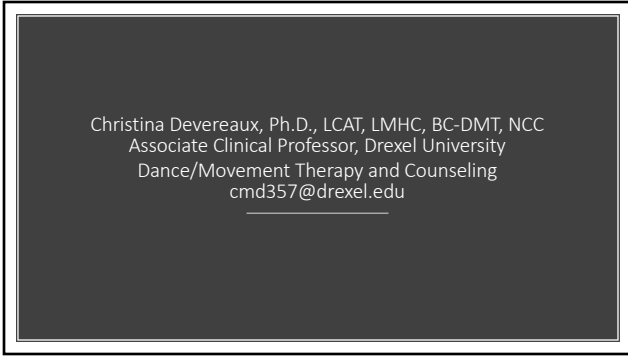 Christina Devereaux, Ph.D., LCAT, LMHC, BC-DMT, NCC
Associate Clinical Professor, Drexel University
Dance/Movement Therapy and Counseling
cmd357@drexel.edu